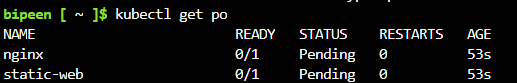 bipeen [ ~ ]$ kubectl get po
NAME READY STATUS RESTARTS AGE
nginx 0/1 Pending 0 53s
static-web 0/1 Pending 0 53s